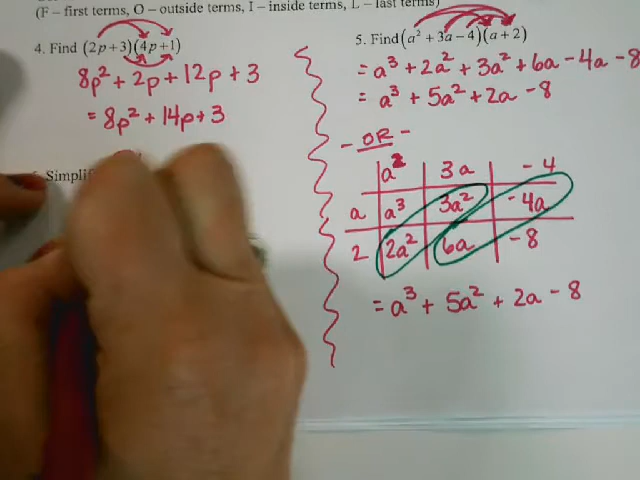 (F – first terms, O – outside terms, I – inside terms, L – last terms)
4. Find (2p+3)(4p+1)
8p² + 2p + 12p + 3
= 8p² + 14p + 3
Simplif
5. Find (a² + 3a – 4)(a + 2)
= a³ + 2a² + 3a² + 6a - 4a - 8
= a³ + 5a² + 2a - 8
- OR -
a² 3a -4
a a³ 3a² -4a
2 2a² 6a -8
= a³ + 5a² + 2a - 8